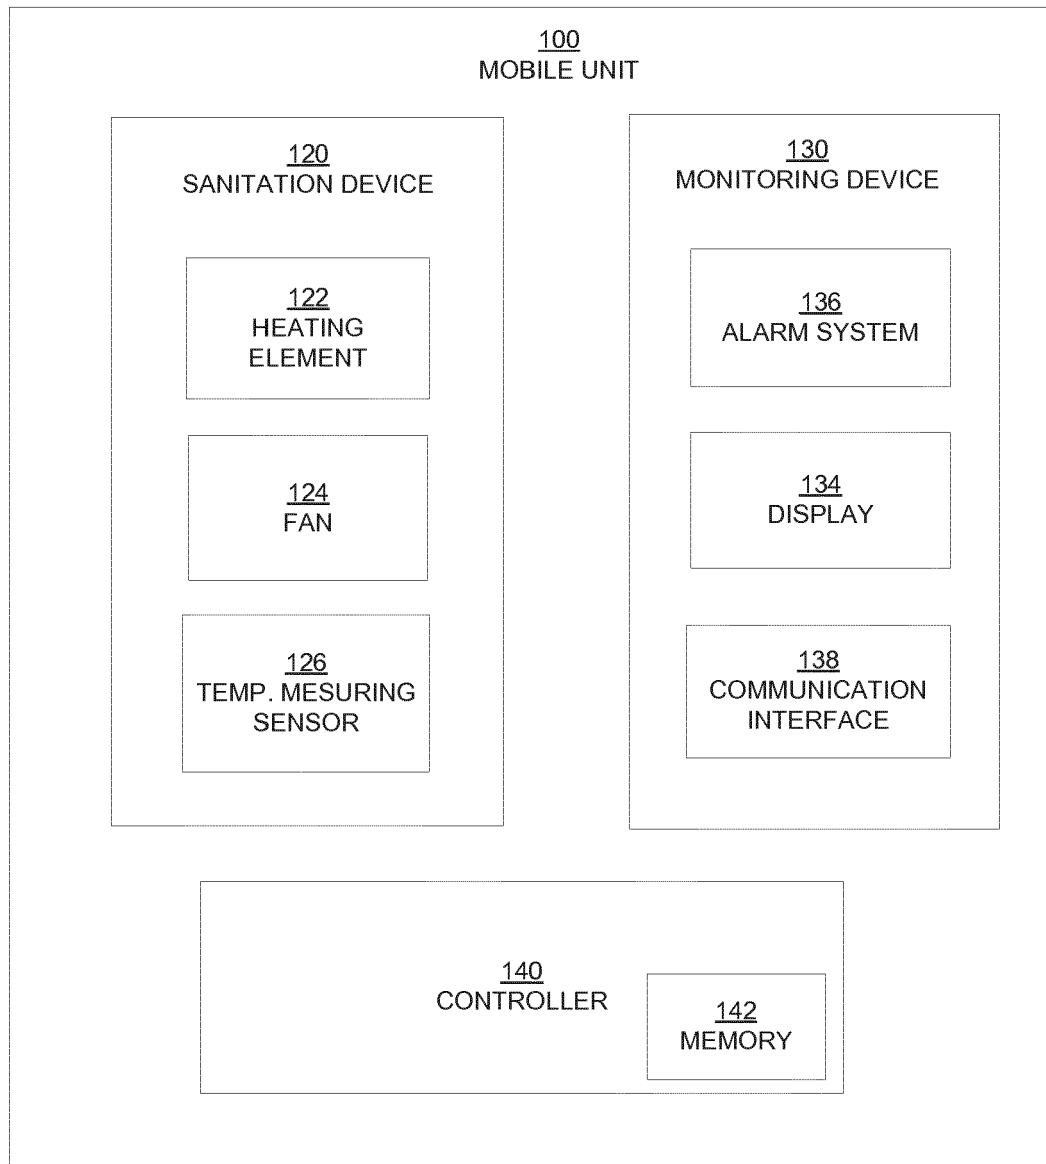 100
MOBILE UNIT
120
SANITATION DEVICE
122
HEATING
ELEMENT
124
FAN
126
TEMP. MESURING
SENSOR
130
MONITORING DEVICE
136
ALARM SYSTEM
134
DISPLAY
138
COMMUNICATION
INTERFACE
140
CONTROLLER
142
MEMORY